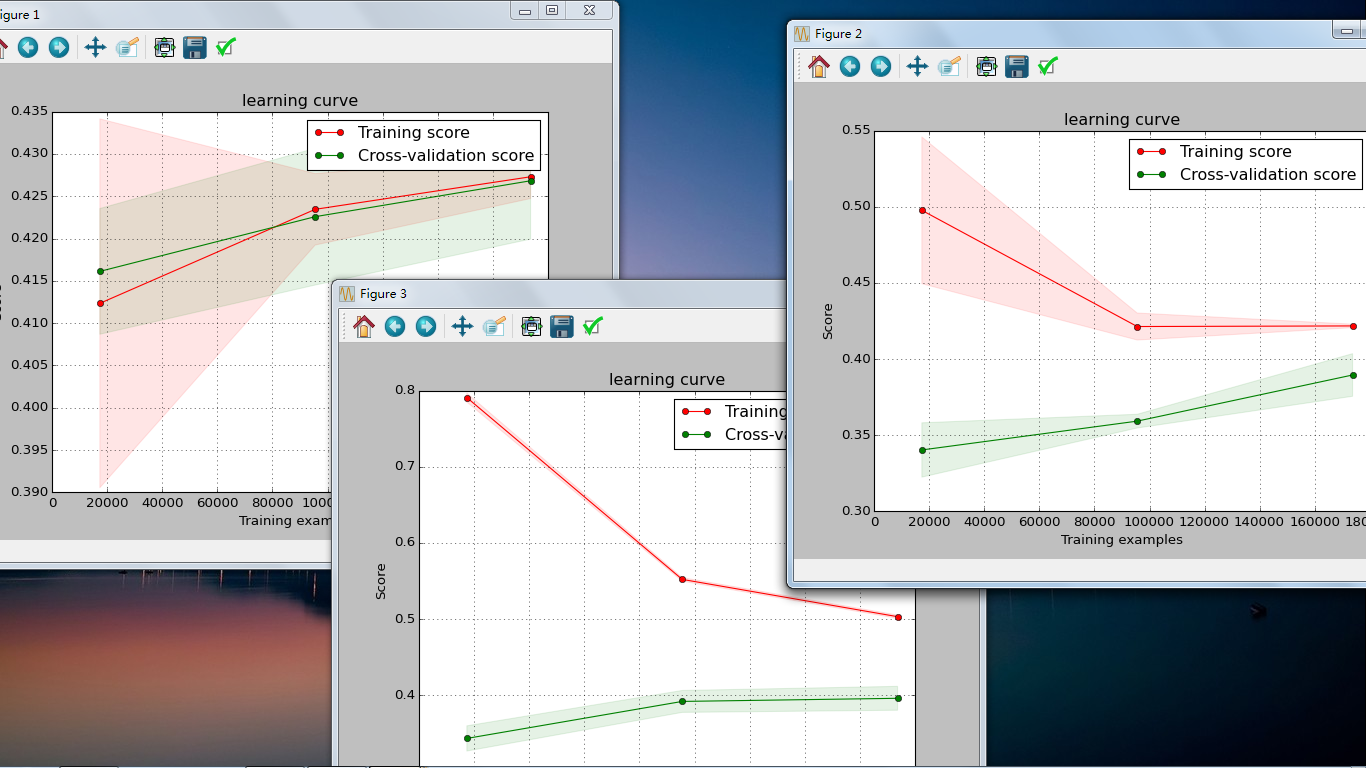 igure 1
learning curve
Training score
Cross-validation score
0.435
0.430
0.425
0.420
0.415
0.410
0.405
0.400
0.395
0.390
0
20000
40000
60000
80000
1000
Training exam
Figure 3
learning curve
Training
Cross-va
0.8
0.7
0.6
0.5
0.4
Score
Figure 2
learning curve
Training score
Cross-validation score
0.55
0.50
0.45
0.40
0.35
0.30
Score
0
20000
40000
60000
80000
100000
120000
140000
160000
180
Training examples